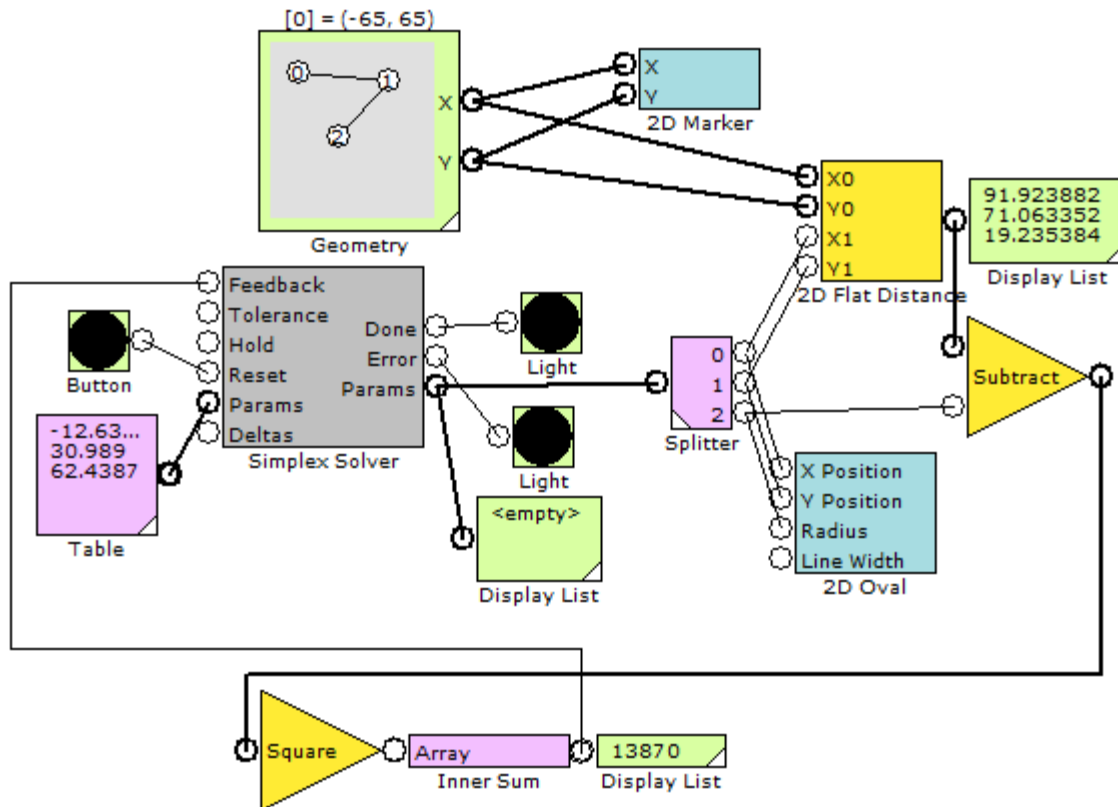 [0] = (-65, 65)
0
1
2
X
Y
Geometry
X
Y
2D Marker
X0
Y0
X1
Y1
2D Flat Distance
91.923882
71.063352
19.235384
Display List
Feedback
Tolerance
Hold
Reset
Params
Deltas
Done
Error
Params
Simplex Solver
Button
-12.63...
30.989
62.4387
Table
Light
Light
<empty>
Display List
0
1
2
Splitter
Subtract
X Position
Y Position
Radius
Line Width
2D Oval
Square
Array
Inner Sum
13870
Display List